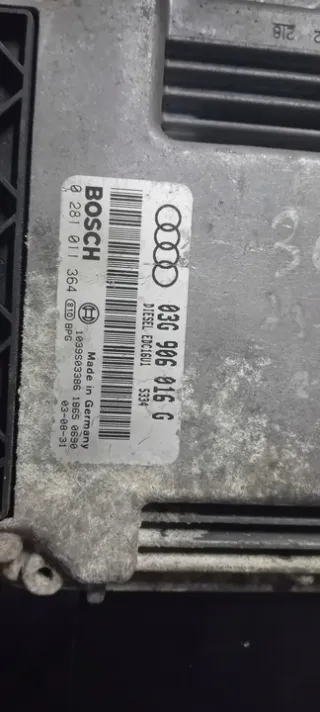 03G 906 016 G
DIESEL EDC16U1 5334
BOSCH
0 281 011 364
Made in Germany
1039S03386 1865 0690
03-08-31